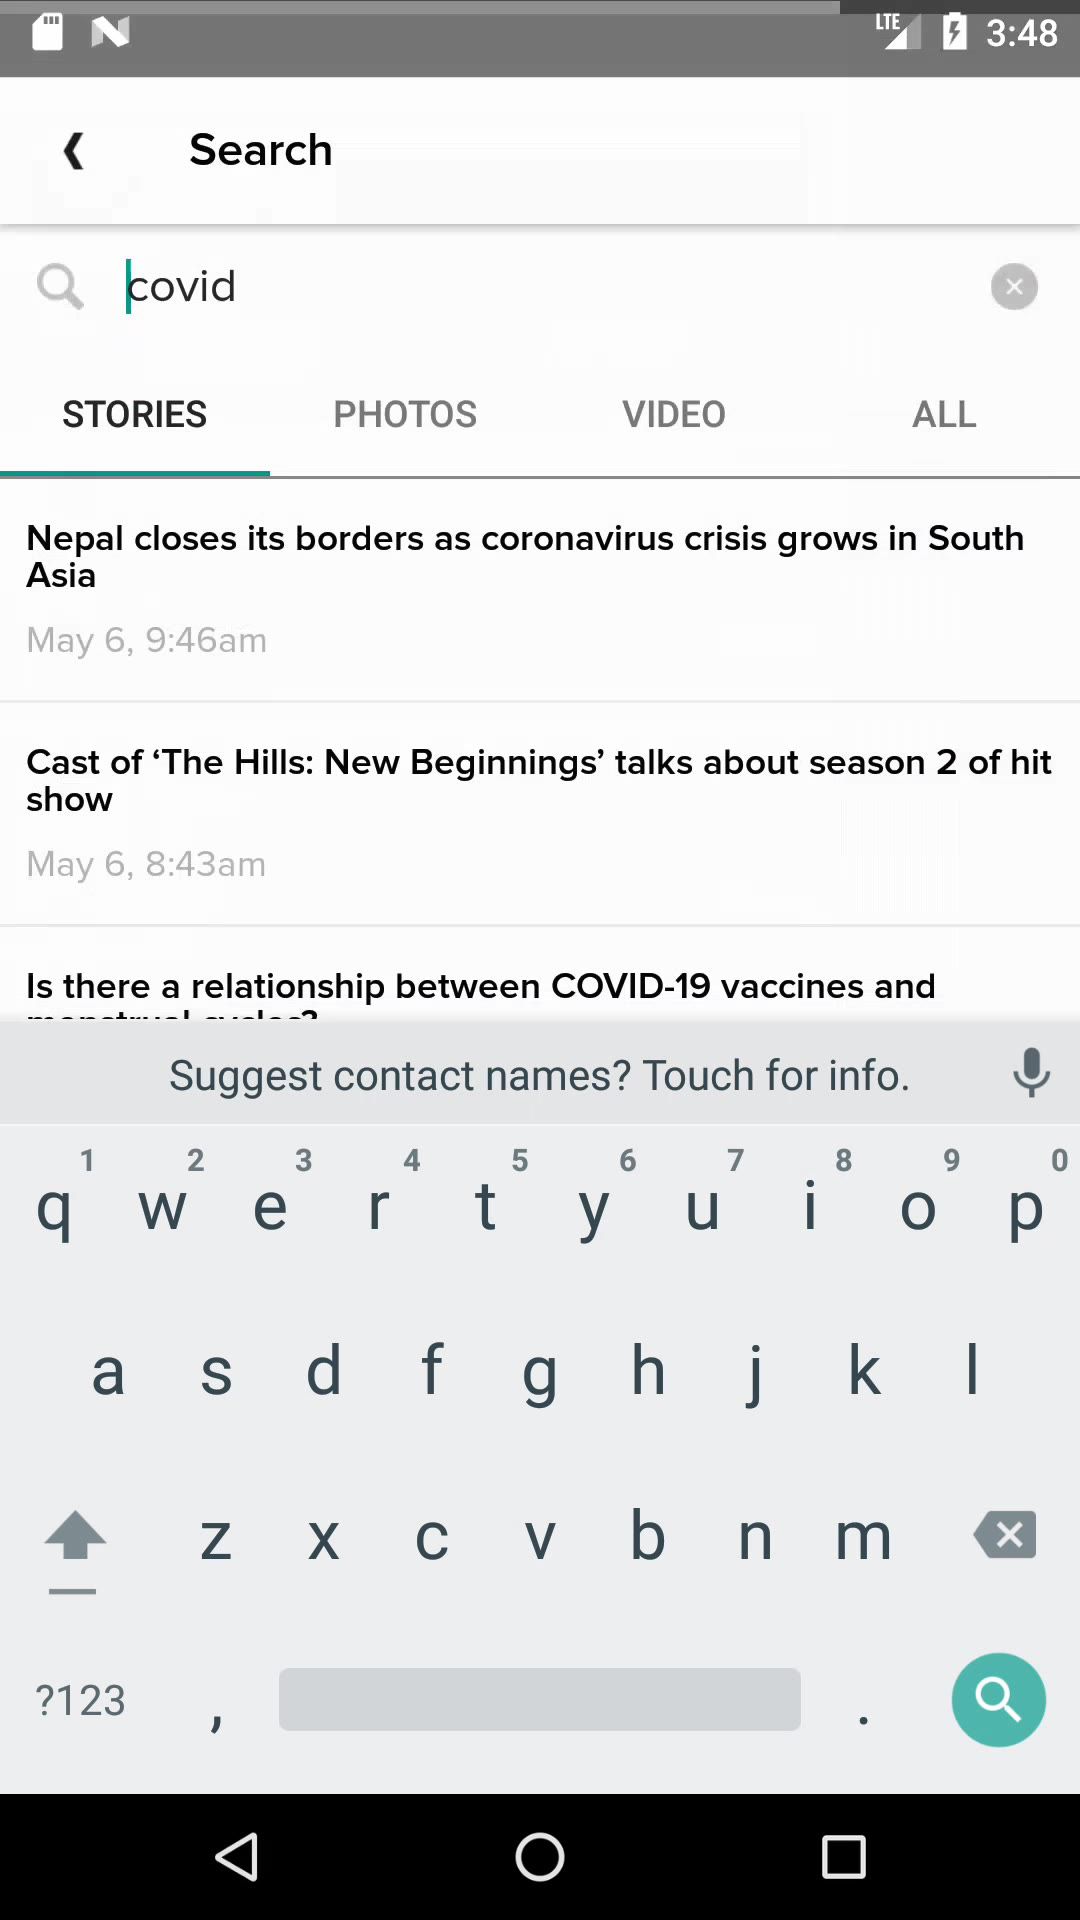 LTE 3:48
Search
covid
STORIES PHOTOS VIDEO ALL
Nepal closes its borders as coronavirus crisis grows in South
Asia
May 6, 9:46am
Cast of ‘The Hills: New Beginnings’ talks about season 2 of hit
show
May 6, 8:43am
Is there a relationship between COVID-19 vaccines and
menstrual cycles?
Suggest contact names? Touch for info.
1 2 3 4 5 6 7 8 9 0
q w e r t y u i o p
a s d f g h j k l
z x c v b n m
?123 , .